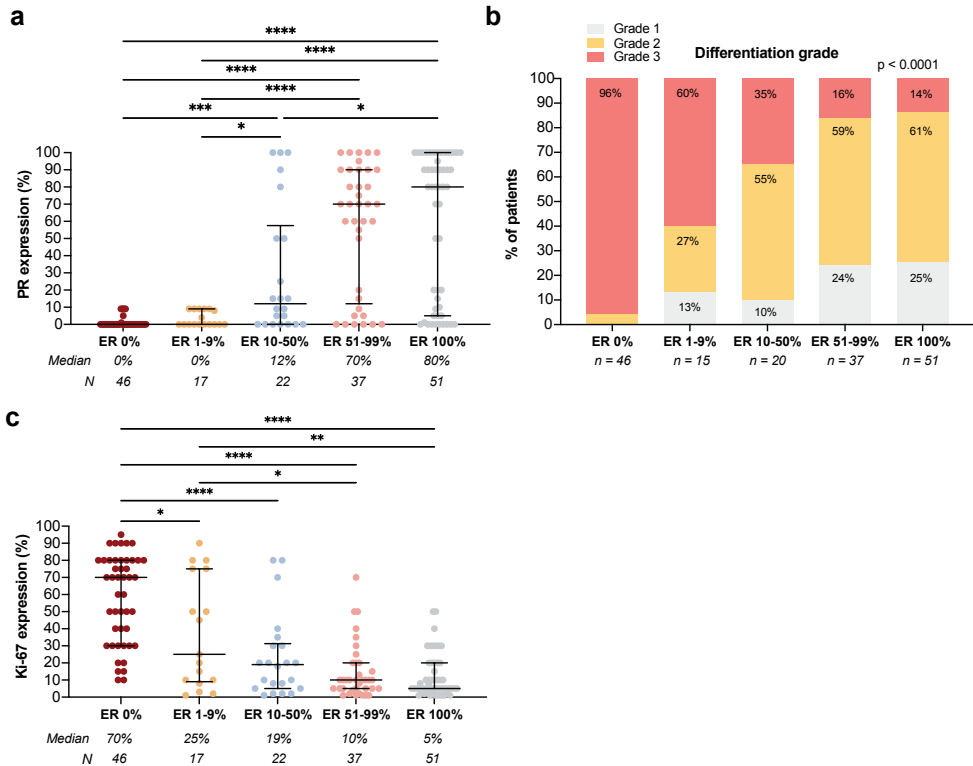 a
****
****
****
****
***
*
*
PR expression (%)
100
90
80
70
60
50
40
30
20
10
0
ER 0% ER 1-9% ER 10-50% ER 51-99% ER 100%
Median 0% 0% 12% 70% 80%
N 46 17 22 37 51
b
Grade 1
Grade 2
Grade 3
Differentiation grade
p < 0.0001
% of patients
100
90
80
70
60
50
40
30
20
10
0
96% 60% 35% 16% 14%
27% 55% 59% 61%
13% 10% 24% 25%
ER 0% ER 1-9% ER 10-50% ER 51-99% ER 100%
n = 46 n = 15 n = 20 n = 37 n = 51
c
****
**
****
*
****
*
Ki-67 expression (%)
100
90
80
70
60
50
40
30
20
10
0
ER 0% ER 1-9% ER 10-50% ER 51-99% ER 100%
Median 70% 25% 19% 10% 5%
N 46 17 22 37 51